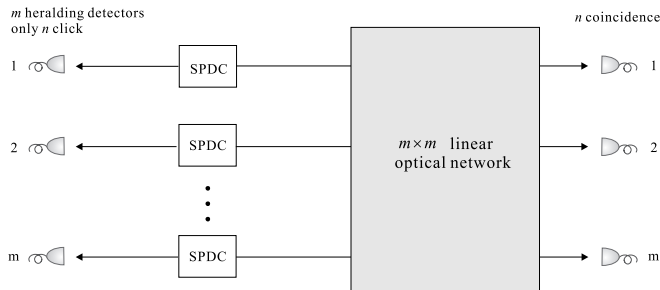 m heralding detectors
only n click
n coincidence
1
SPDC
1
2
SPDC
m×m linear
optical network
2
m
SPDC
m